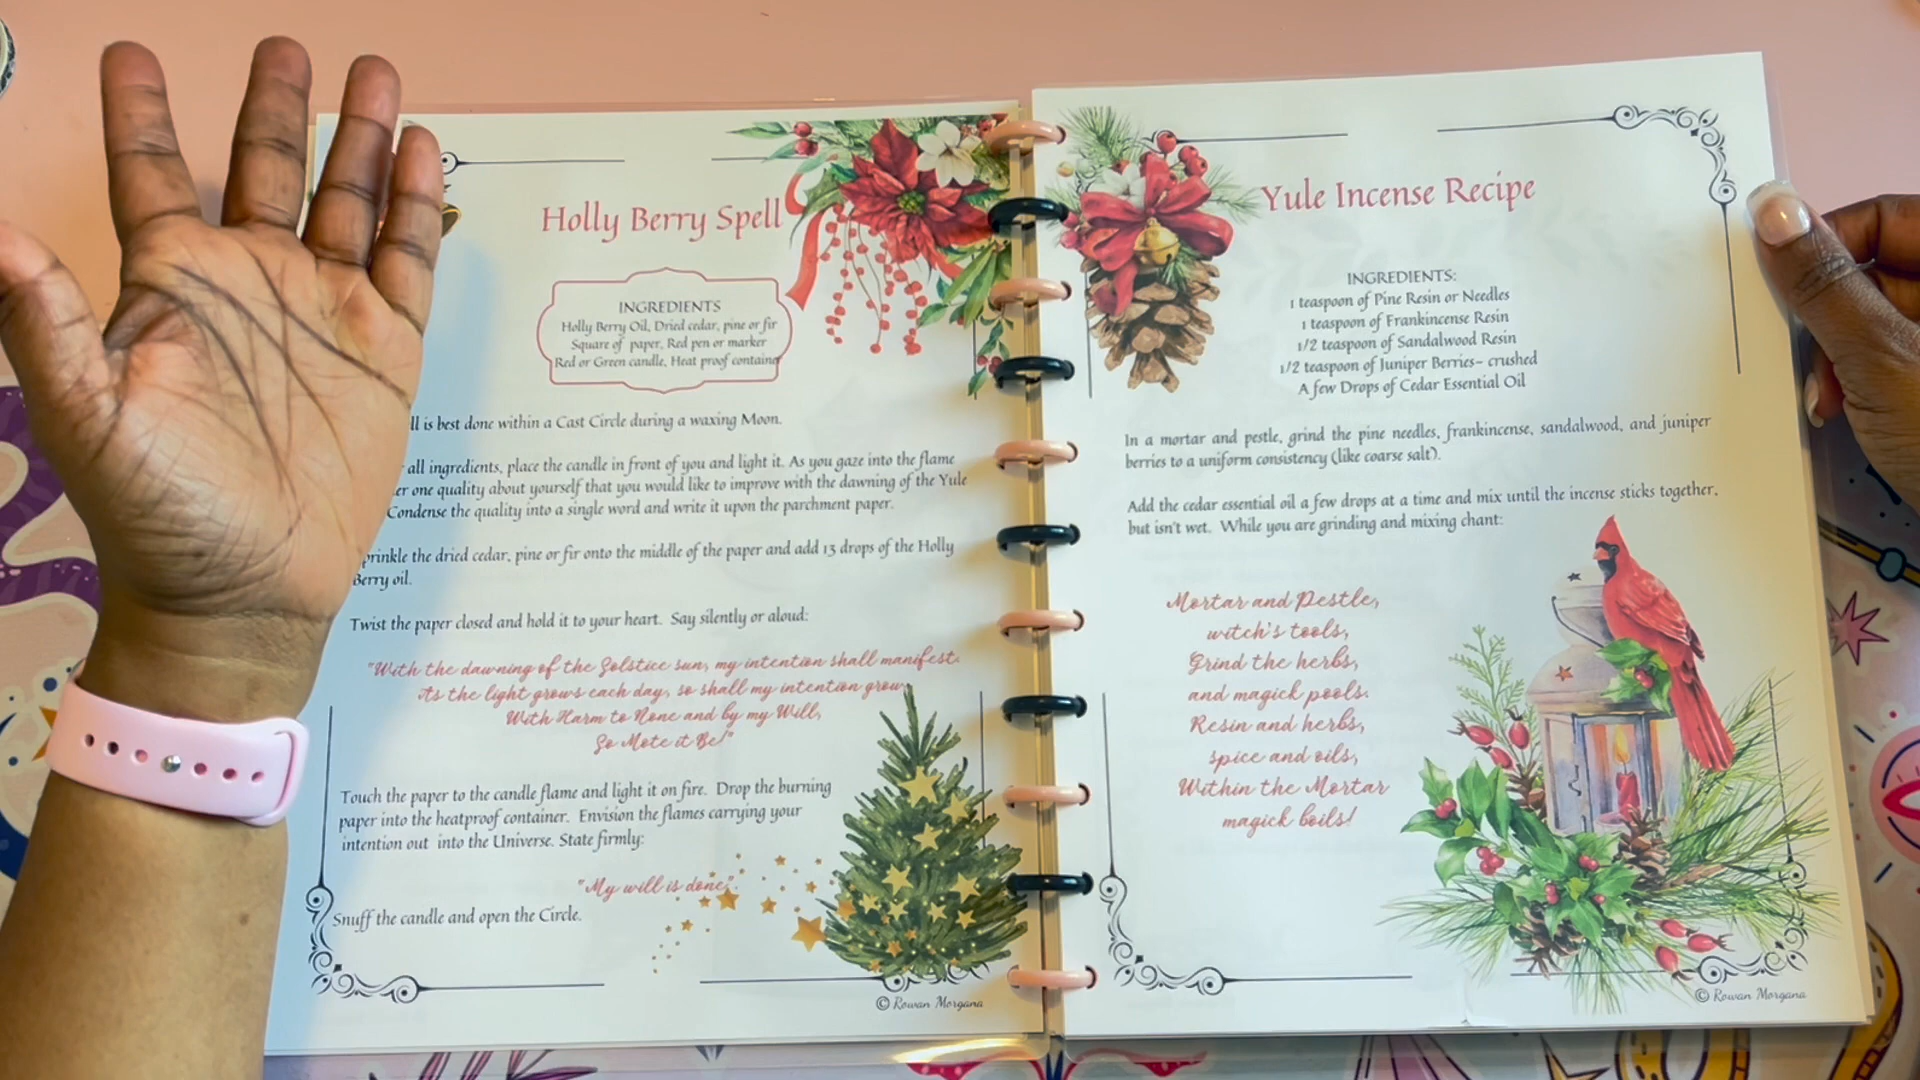 Holly Berry Spell
INGREDIENTS
Holly Berry Oil, Dried cedar, pine or fir
Square of paper, Red pen or marker
Red or Green candle, Heat proof container
is best done within a Cast Circle during a waxing Moon.
all ingredients, place the candle in front of you and light it. As you gaze into the flame
one quality about yourself that you would like to improve with the dawning of the Yule
Condense the quality into a single word and write it upon the parchment paper.
the dried cedar, pine or fir onto the middle of the paper and add 13 drops of the Holly
Berry oil.
Twist the paper closed and hold it to your heart. Say silently or aloud:
"With the dawning of the Solstice sun, my intention shall manifest.
As the light grows each day, so shall my intention grow,
With Harm to None and by my Will,
So Mote it Be!"
Touch the paper to the candle flame and light it on fire. Drop the burning
paper into the heatproof container. Envision the flames carrying your
intention out into the Universe. State firmly:
"My will is done".
Snuff the candle and open the Circle.
© Rowan Morgana
Yule Incense Recipe
INGREDIENTS:
1 teaspoon of Pine Resin or Needles
1 teaspoon of Frankincense Resin
1/2 teaspoon of Sandalwood Resin
1/2 teaspoon of Juniper Berries- crushed
A few Drops of Cedar Essential Oil
In a mortar and pestle, grind the pine needles, frankincense, sandalwood, and juniper
berries to a uniform consistency (like coarse salt).
Add the cedar essential oil a few drops at a time and mix until the incense sticks together,
but isn't wet. While you are grinding and mixing chant:
Mortar and Pestle,
witch's tools,
Grind the herbs,
and magick pools.
Resin and herbs,
spice and oils,
Within the Mortar
magick boils!
© Rowan Morgana